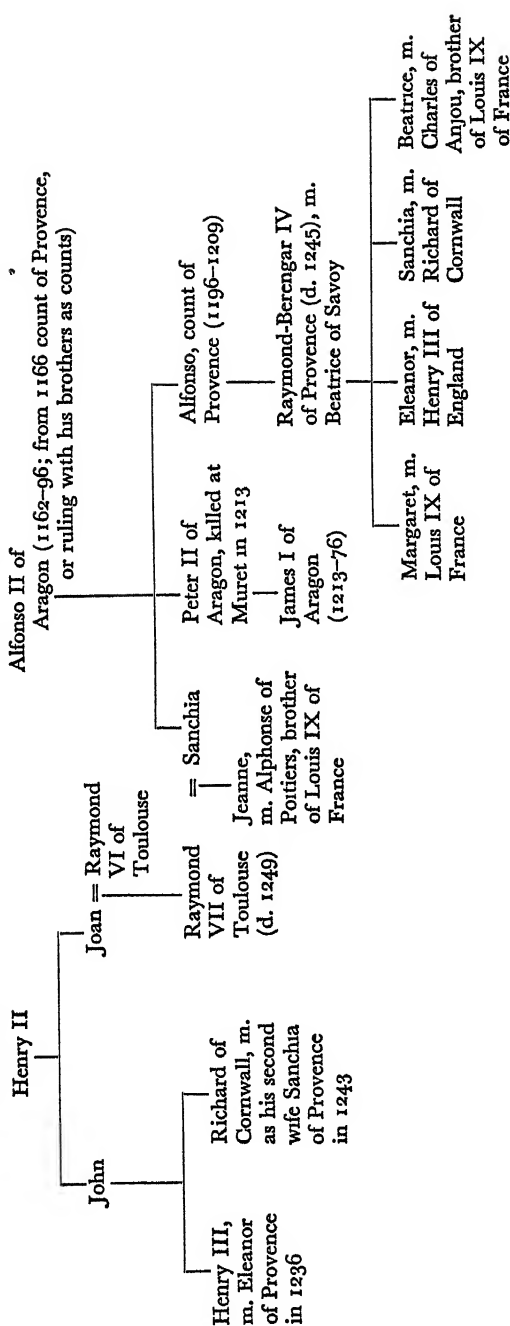 Henry II
John
Joan = Raymond
VI of
Toulouse
Henry III,
m. Eleanor
of Provence
in 1236
Richard of
Cornwall, m.
as his second
wife Sanchia
of Provence
in 1243
Raymond
VII of
Toulouse
(d. 1249)
= Sanchia
Jeanne,
m. Alphonse of
Poitiers, brother
of Louis IX of
France
Alfonso II of
Aragon (1162–96; from 1166 count of Provence,
or ruling with his brothers as counts)
Peter II of
Aragon, killed at
Muret in 1213
James I of
Aragon
(1213–76)
Alfonso, count of
Provence (1196–1209)
Raymond-Berengar IV
of Provence (d. 1245), m.
Beatrice of Savoy
Margaret, m.
Louis IX of
France
Eleanor, m.
Henry III of
England
Sanchia, m.
Richard of
Cornwall
Beatrice, m.
Charles of
Anjou, brother
of Louis IX
of France